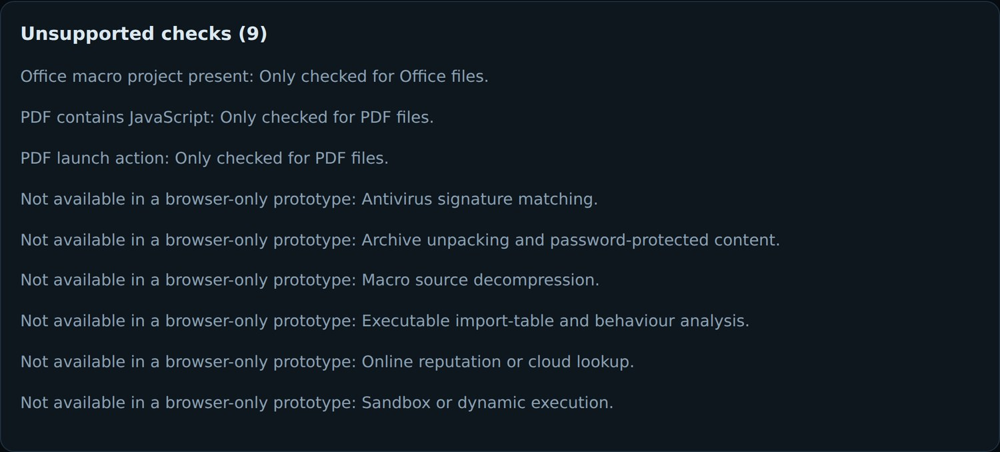 Unsupported checks (9)
Office macro project present: Only checked for Office files.
PDF contains JavaScript: Only checked for PDF files.
PDF launch action: Only checked for PDF files.
Not available in a browser-only prototype: Antivirus signature matching.
Not available in a browser-only prototype: Archive unpacking and password-protected content.
Not available in a browser-only prototype: Macro source decompression.
Not available in a browser-only prototype: Executable import-table and behaviour analysis.
Not available in a browser-only prototype: Online reputation or cloud lookup.
Not available in a browser-only prototype: Sandbox or dynamic execution.